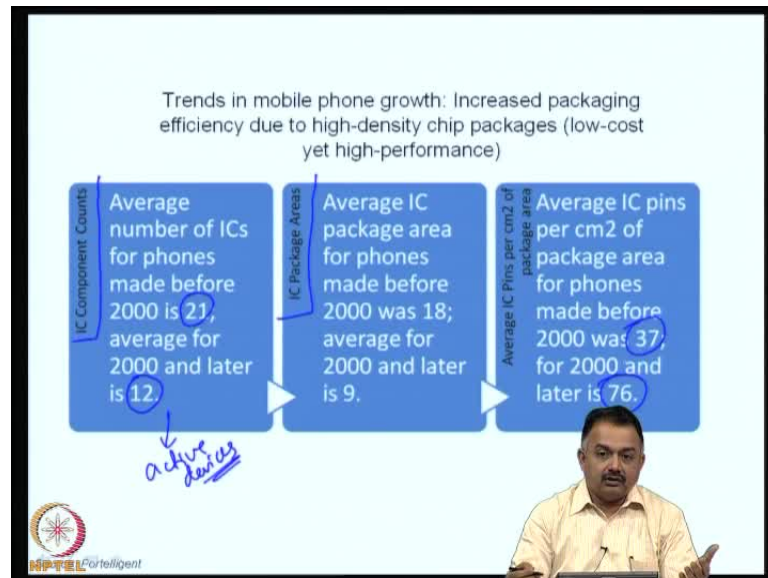 Trends in mobile phone growth: Increased packaging
efficiency due to high-density chip packages (low-cost
yet high-performance)
IC Component Counts
Average
number of ICs
for phones
made before
2000 is 21;
average for
2000 and later
is 12.
active
devices
IC Package Areas
Average IC
package area
for phones
made before
2000 was 18;
average for
2000 and later
is 9.
Average IC Pins per cm2 of
package area
Average IC pins
per cm2 of
package area
for phones
made before
2000 was 37;
for 2000 and
later is 76.
Portelligent
NPTEL